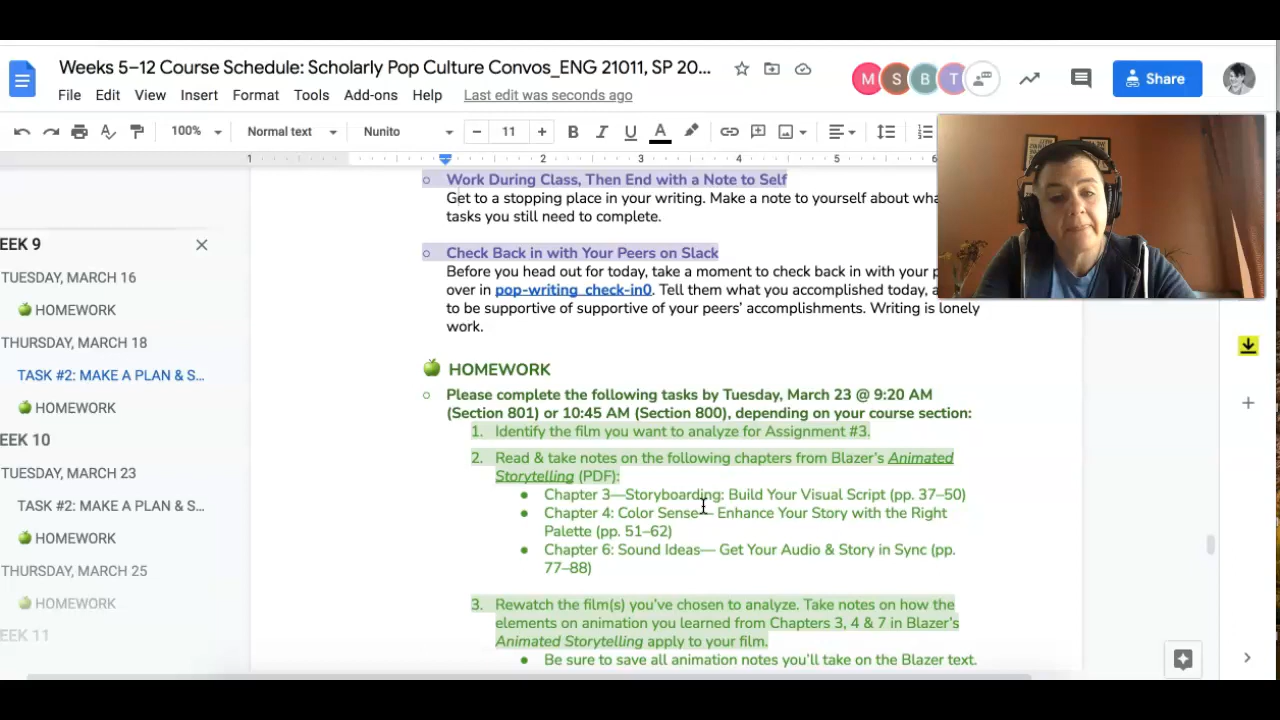 Weeks 5–12 Course Schedule: Scholarly Pop Culture Convos_ENG 21011, SP 20...
File Edit View Insert Format Tools Add-ons Help Last edit was seconds ago
M S B T
Share
100% Normal text Nunito 11 B I U A
1 2 3 4 5 6
EEK 9
TUESDAY, MARCH 16
HOMEWORK
THURSDAY, MARCH 18
TASK #2: MAKE A PLAN & S...
HOMEWORK
EEK 10
TUESDAY, MARCH 23
TASK #2: MAKE A PLAN & S...
HOMEWORK
THURSDAY, MARCH 25
HOMEWORK
EEK 11
Work During Class, Then End with a Note to Self
Get to a stopping place in your writing. Make a note to yourself about wha
tasks you still need to complete.
Check Back in with Your Peers on Slack
Before you head out for today, take a moment to check back in with your p
over in pop-writing_check-in0. Tell them what you accomplished today, a
to be supportive of supportive of your peers' accomplishments. Writing is lonely
work.
HOMEWORK
Please complete the following tasks by Tuesday, March 23 @ 9:20 AM
(Section 801) or 10:45 AM (Section 800), depending on your course section:
1. Identify the film you want to analyze for Assignment #3.
2. Read & take notes on the following chapters from Blazer's Animated
Storytelling (PDF):
Chapter 3—Storyboarding: Build Your Visual Script (pp. 37–50)
Chapter 4: Color Sense— Enhance Your Story with the Right
Palette (pp. 51–62)
Chapter 6: Sound Ideas— Get Your Audio & Story in Sync (pp.
77–88)
3. Rewatch the film(s) you've chosen to analyze. Take notes on how the
elements on animation you learned from Chapters 3, 4 & 7 in Blazer's
Animated Storytelling apply to your film.
Be sure to save all animation notes you'll take on the Blazer text.